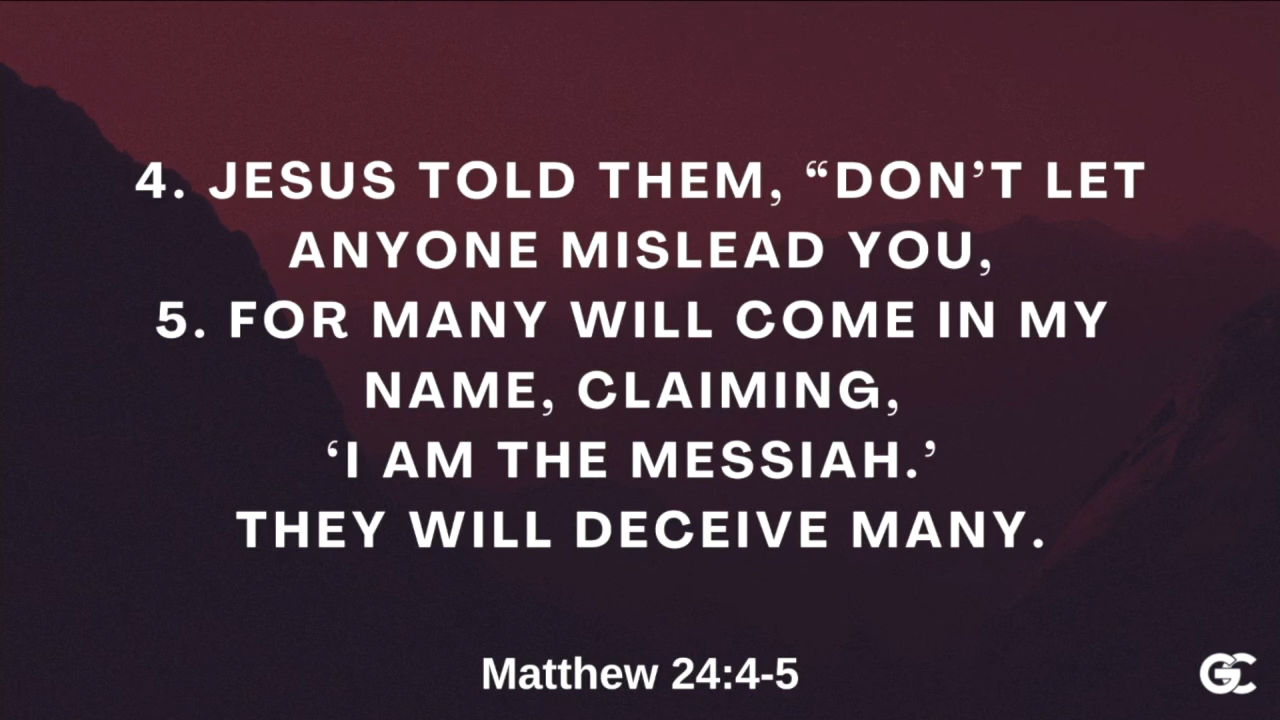 4. JESUS TOLD THEM, “DON’T LET
ANYONE MISLEAD YOU,
5. FOR MANY WILL COME IN MY
NAME, CLAIMING,
‘I AM THE MESSIAH.’
THEY WILL DECEIVE MANY.
Matthew 24:4-5
GC